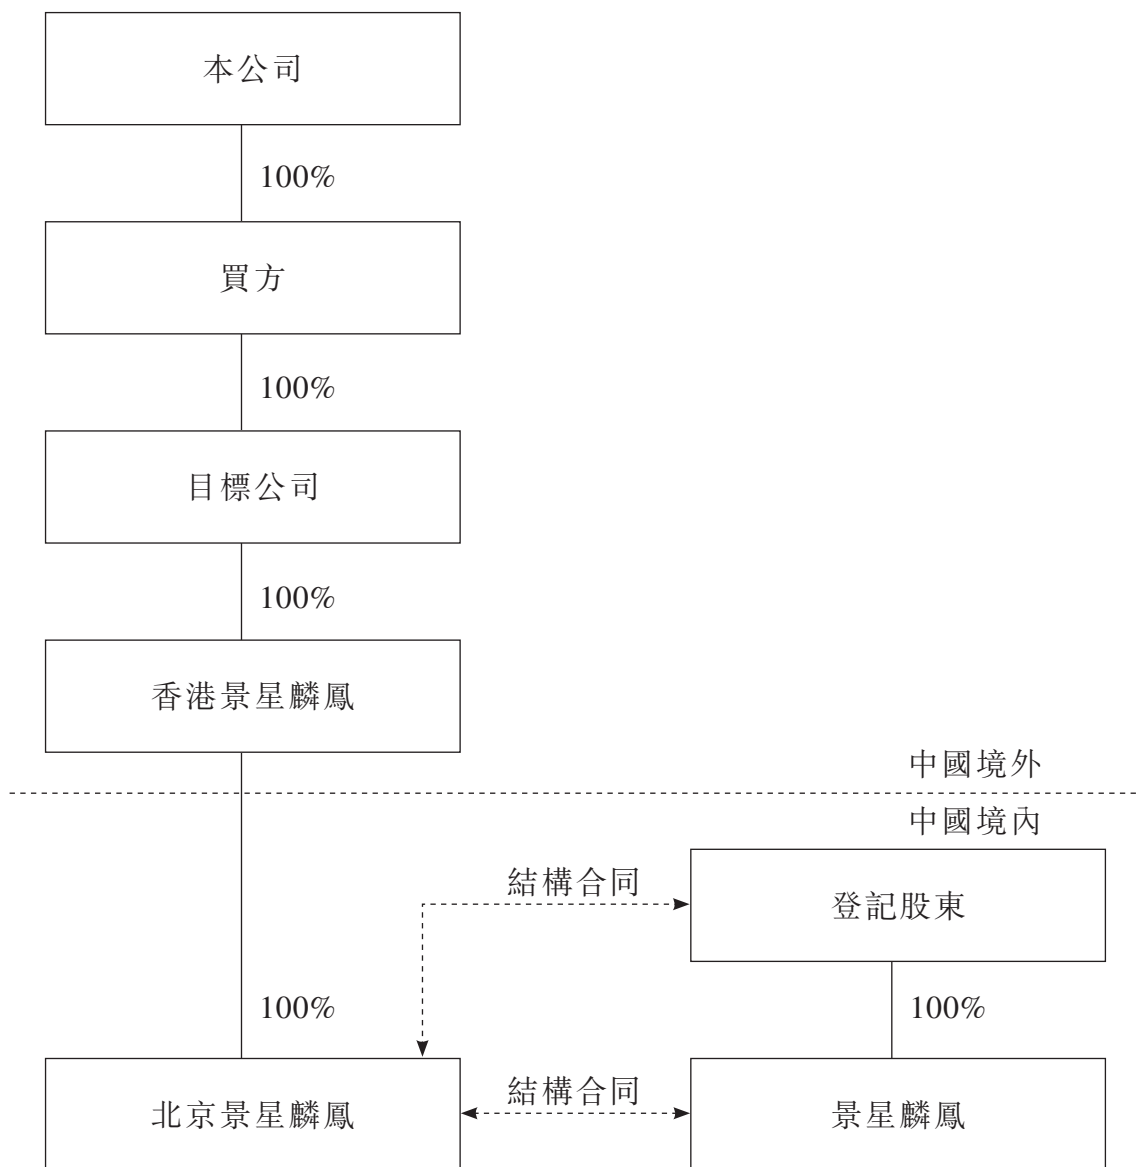 本公司
100%
買方
100%
目標公司
100%
香港景星麟鳳
中國境外
中國境內
結構合同
登記股東
100%
100%
結構合同
北京景星麟鳳
景星麟鳳